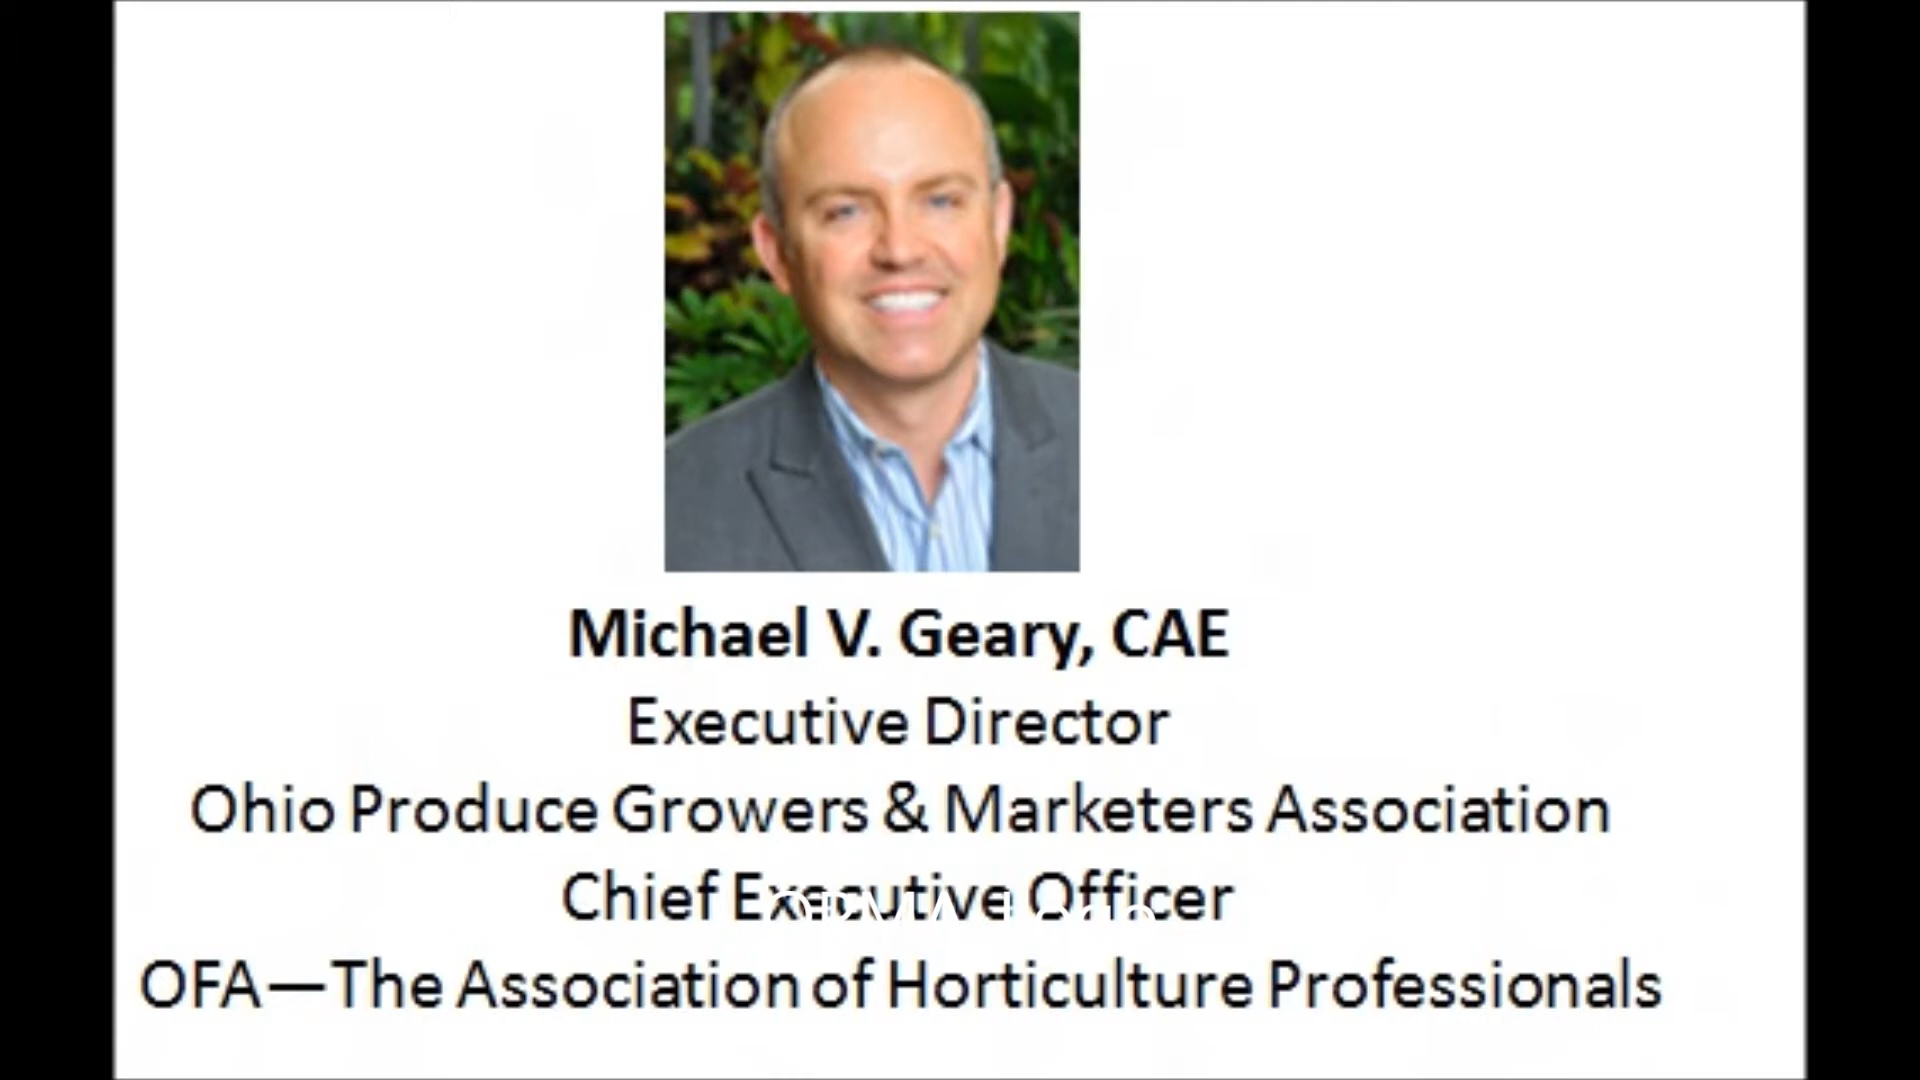 Michael V. Geary, CAE
Executive Director
Ohio Produce Growers & Marketers Association
Chief Executive Officer
OFA—The Association of Horticulture Professionals